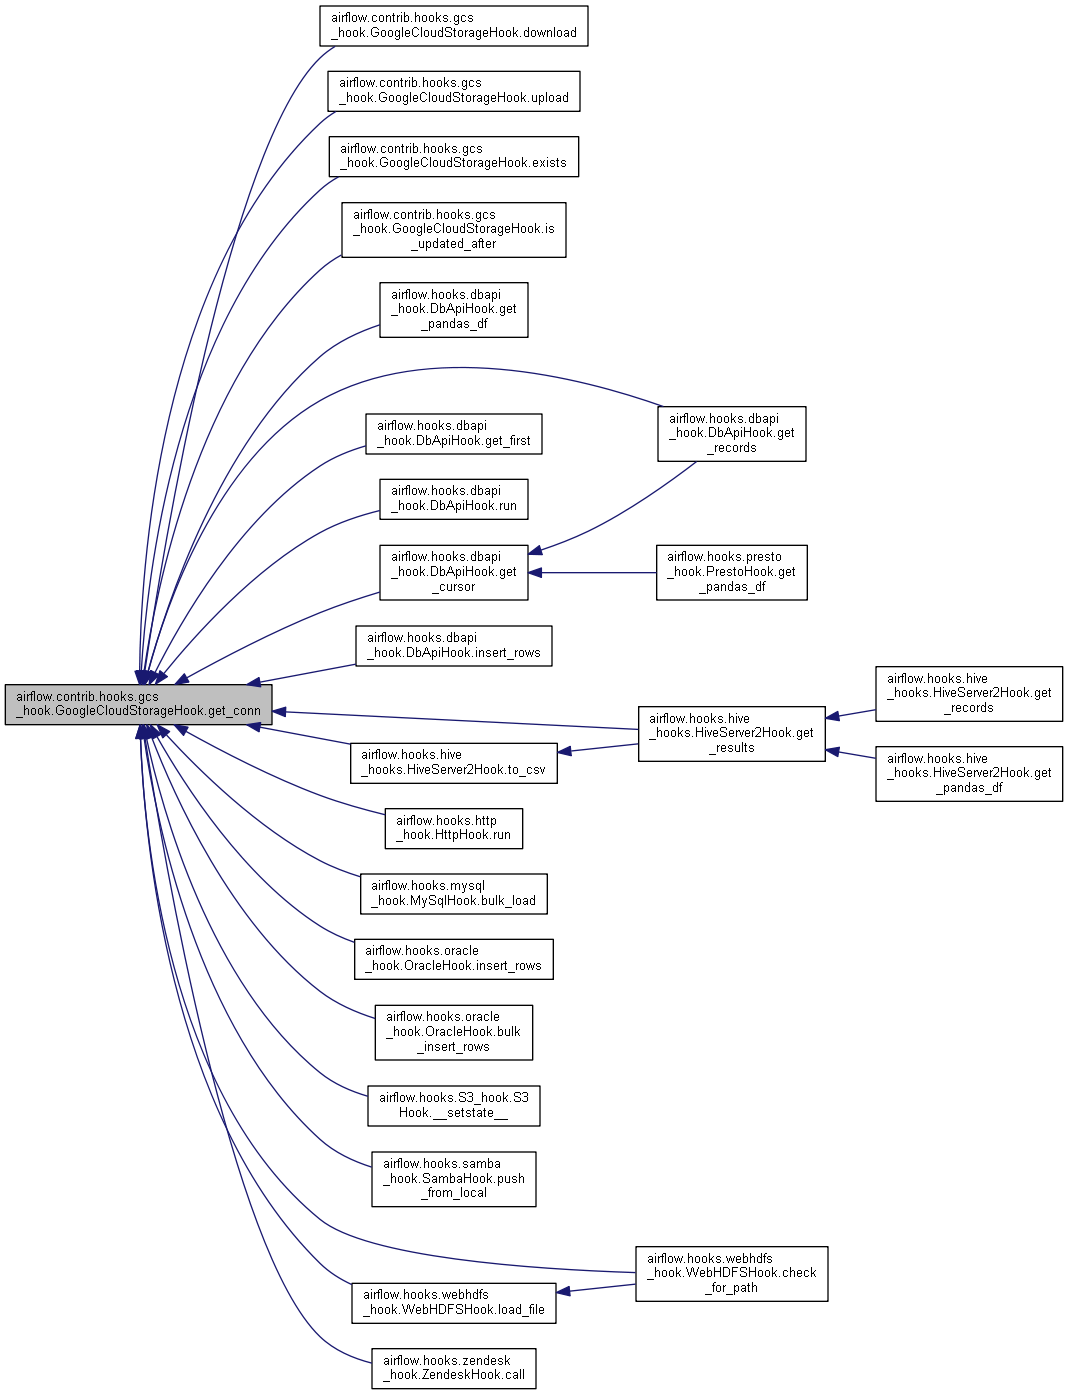 airflow.contrib.hooks.gcs
_hook.GoogleCloudStorageHook.download
airflow.contrib.hooks.gcs
_hook.GoogleCloudStorageHook.upload
airflow.contrib.hooks.gcs
_hook.GoogleCloudStorageHook.exists
airflow.contrib.hooks.gcs
_hook.GoogleCloudStorageHook.is
_updated_after
airflow.hooks.dbapi
_hook.DbApiHook.get
_pandas_df
airflow.hooks.dbapi
_hook.DbApiHook.get
_records
airflow.hooks.dbapi
_hook.DbApiHook.get_first
airflow.hooks.dbapi
_hook.DbApiHook.run
airflow.hooks.dbapi
_hook.DbApiHook.get
_cursor
airflow.hooks.presto
_hook.PrestoHook.get
_pandas_df
airflow.hooks.dbapi
_hook.DbApiHook.insert_rows
airflow.contrib.hooks.gcs
_hook.GoogleCloudStorageHook.get_conn
airflow.hooks.hive
_hooks.HiveServer2Hook.get
_records
airflow.hooks.hive
_hooks.HiveServer2Hook.get
_results
airflow.hooks.hive
_hooks.HiveServer2Hook.to_csv
airflow.hooks.hive
_hooks.HiveServer2Hook.get
_pandas_df
airflow.hooks.http
_hook.HttpHook.run
airflow.hooks.mysql
_hook.MySqlHook.bulk_load
airflow.hooks.oracle
_hook.OracleHook.insert_rows
airflow.hooks.oracle
_hook.OracleHook.bulk
_insert_rows
airflow.hooks.S3_hook.S3
Hook.__setstate__
airflow.hooks.samba
_hook.SambaHook.push
_from_local
airflow.hooks.webhdfs
_hook.WebHDFSHook.check
_for_path
airflow.hooks.webhdfs
_hook.WebHDFSHook.load_file
airflow.hooks.zendesk
_hook.ZendeskHook.call